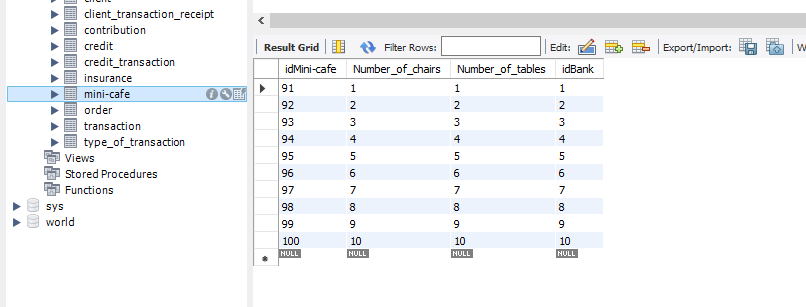 client
client_transaction_receipt
contribution
credit
credit_transaction
insurance
mini-cafe
order
transaction
type_of_transaction
Views
Stored Procedures
Functions
sys
world
Result Grid Filter Rows: Edit: Export/Import: W
idMini-cafe Number_of_chairs Number_of_tables idBank
91 1 1 1
92 2 2 2
93 3 3 3
94 4 4 4
95 5 5 5
96 6 6 6
97 7 7 7
98 8 8 8
99 9 9 9
100 10 10 10
NULL NULL NULL NULL